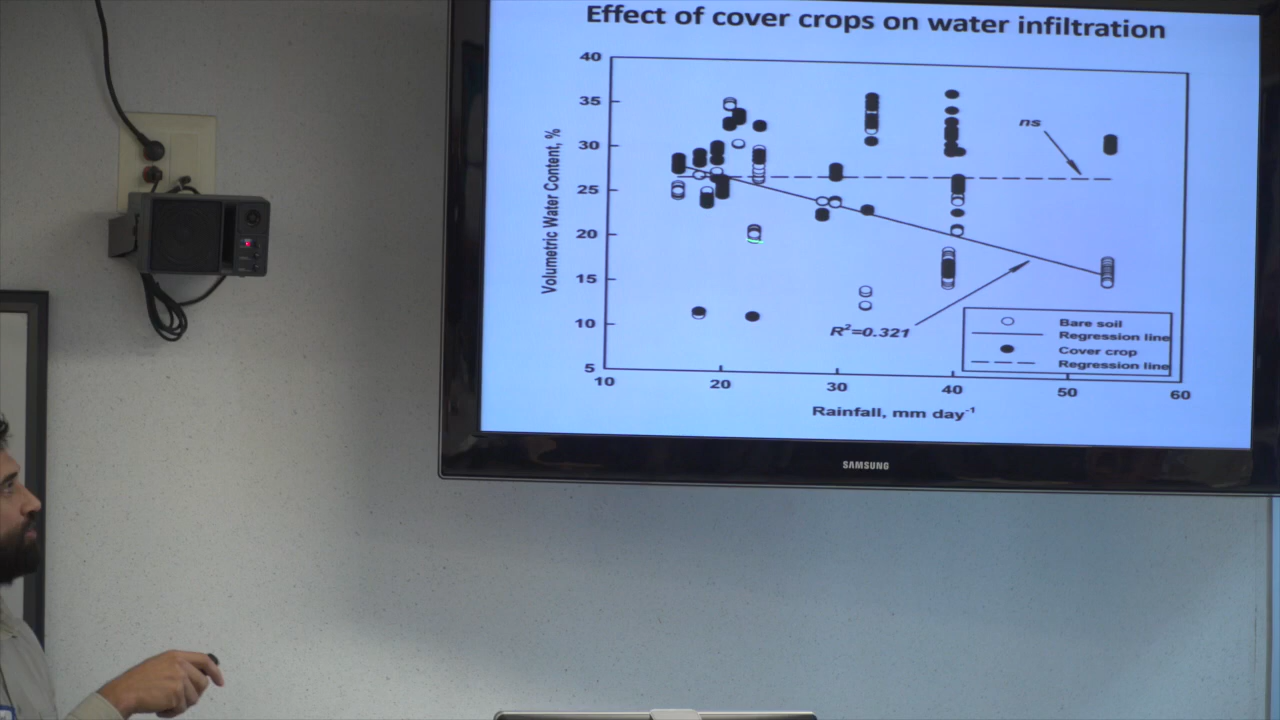 Effect of cover crops on water infiltration
40
35
30
25
20
15
10
5
Volumetric Water Content, %
ns
R²=0.321
Bare soil
Regression line
Cover crop
Regression line
10 20 30 40 50 60
Rainfall, mm day⁻¹
SAMSUNG